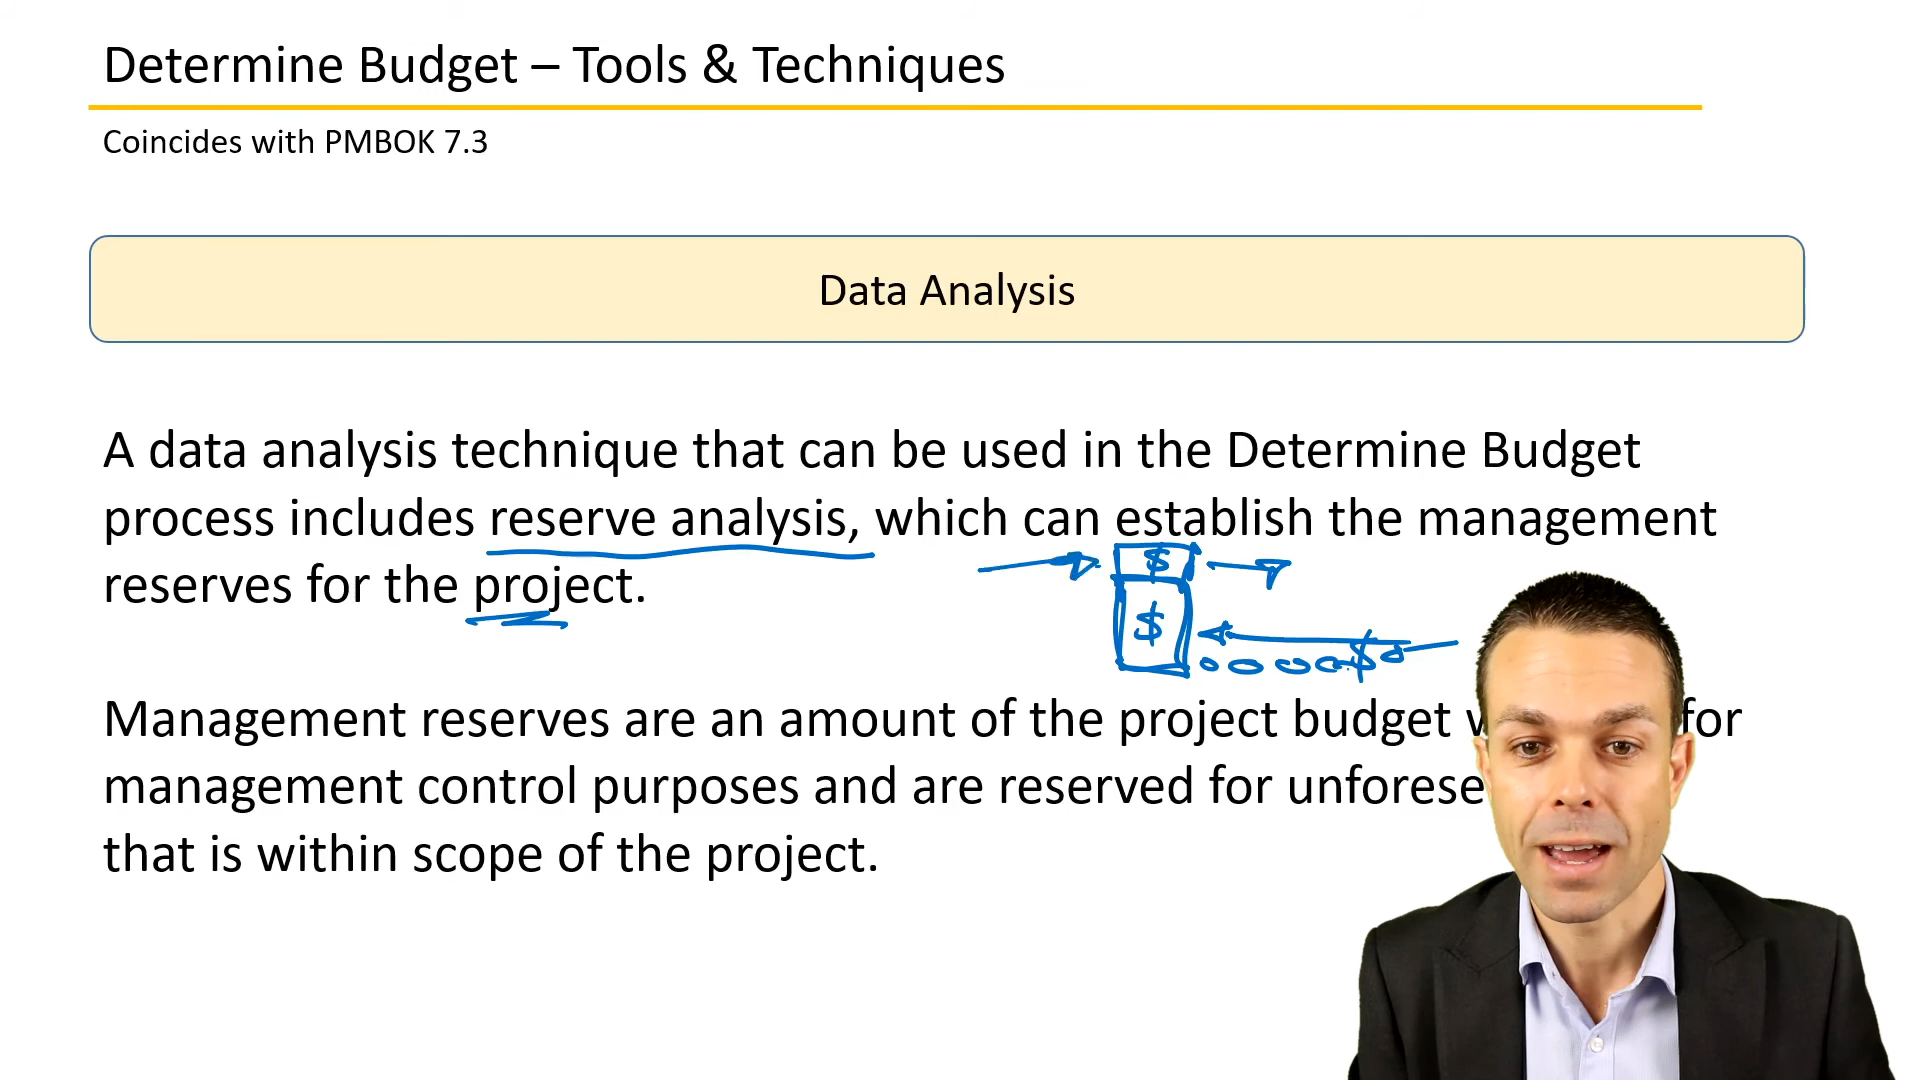 Determine Budget – Tools & Techniques
Coincides with PMBOK 7.3
Data Analysis
A data analysis technique that can be used in the Determine Budget
process includes reserve analysis, which can establish the management
$
reserves for the project.
$
$
Management reserves are an amount of the project budget for
management control purposes and are reserved for
that is within scope of the project.